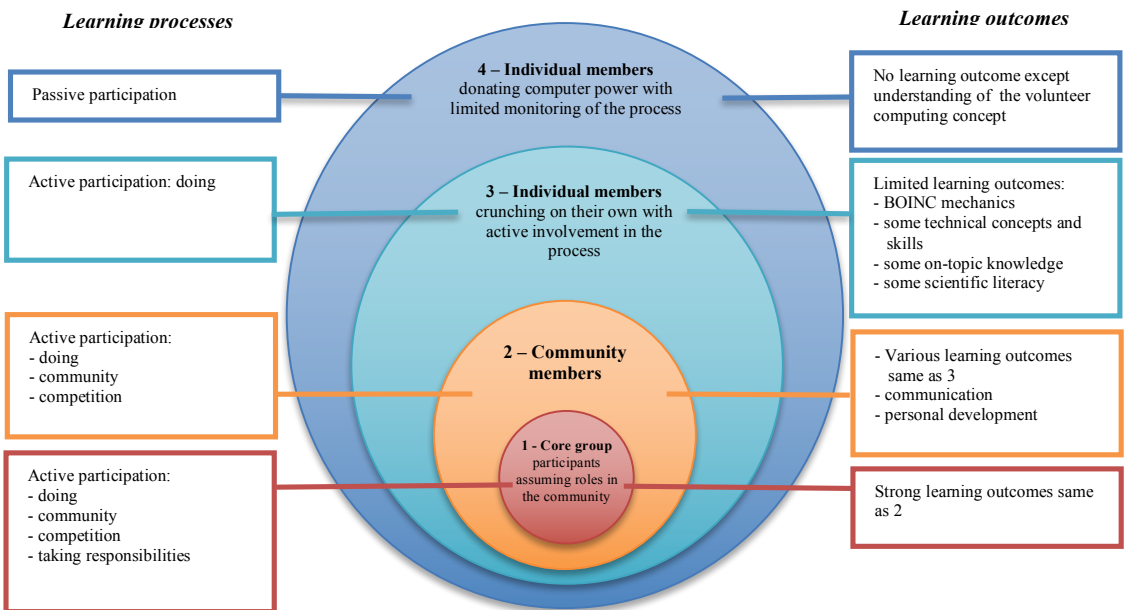 Learning processes
Learning outcomes
Passive participation
4 – Individual members
donating computer power with
limited monitoring of the process
No learning outcome except
understanding of the volunteer
computing concept
Active participation: doing
3 – Individual members
crunching on their own with
active involvement in the
process
Limited learning outcomes:
- BOINC mechanics
- some technical concepts and
skills
- some on-topic knowledge
- some scientific literacy
Active participation:
- doing
- community
- competition
2 – Community
members
- Various learning outcomes
same as 3
- communication
- personal development
Active participation:
- doing
- community
- competition
- taking responsibilities
1 - Core group
participants
assuming roles in
the community
Strong learning outcomes same
as 2